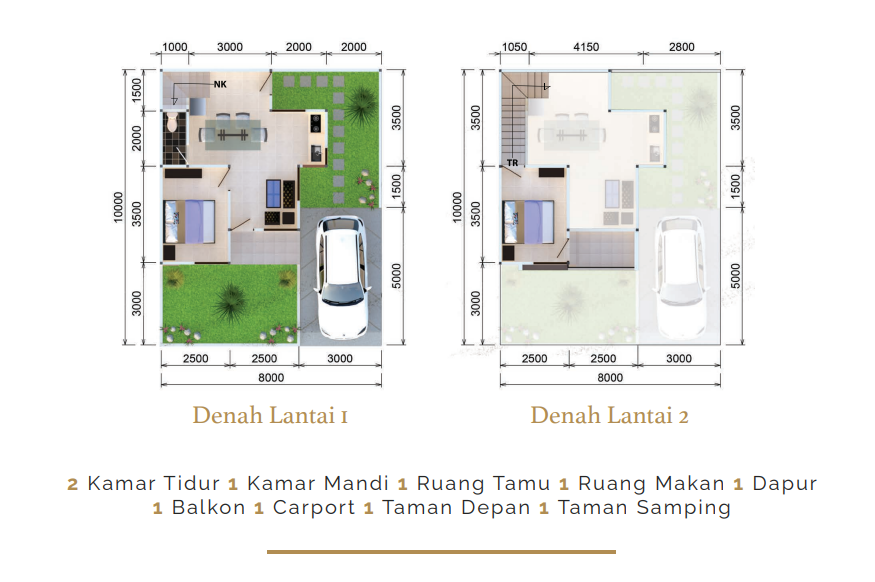 1000 3000 2000 2000
1500
2000
3500
3000
10000
NK
3500
1500
5000
2500 2500 3000
8000
Denah Lantai 1
1050 4150 2800
3500
3500
3000
10000
L
TR
3500
1500
5000
2500 2500 3000
8000
Denah Lantai 2
2 Kamar Tidur 1 Kamar Mandi 1 Ruang Tamu 1 Ruang Makan 1 Dapur
1 Balkon 1 Carport 1 Taman Depan 1 Taman Samping